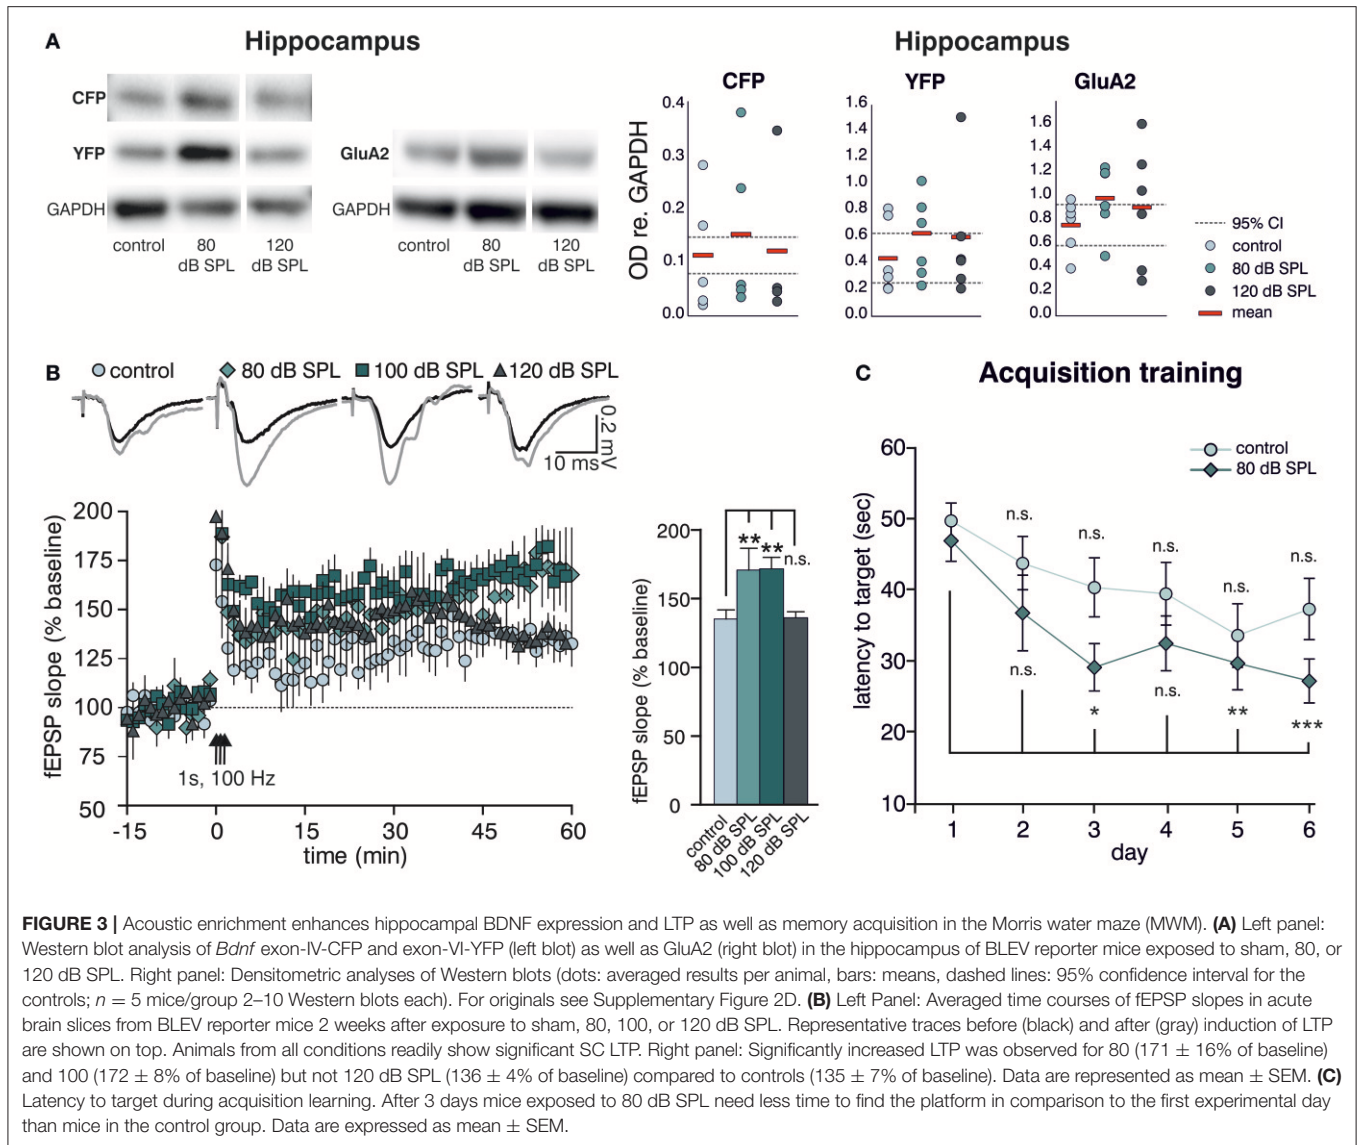 A
Hippocampus
CFP
YFP
GAPDH
control
80
dB SPL
120
dB SPL
GluA2
GAPDH
control
80
dB SPL
120
dB SPL
Hippocampus
OD re. GAPDH
CFP
0.4
0.3
0.2
0.1
0.0
YFP
1.6
1.4
1.2
1.0
0.8
0.6
0.4
0.2
0.0
GluA2
1.6
1.4
1.2
1.0
0.8
0.6
0.4
0.2
0.0
95% CI
control
80 dB SPL
120 dB SPL
mean
B
control
80 dB SPL
100 dB SPL
120 dB SPL
0.2 mV
10 ms
fEPSP slope (% baseline)
200
175
150
125
100
75
50
1s, 100 Hz
-15
0
15
30
45
60
time (min)
fEPSP slope (% baseline)
200
150
100
50
0
**
**
n.s.
control
80 dB SPL
100 dB SPL
120 dB SPL
C
Acquisition training
control
80 dB SPL
latency to target (sec)
60
50
40
30
20
10
n.s.
n.s.
n.s.
n.s.
n.s.
n.s.
*
n.s.
**
***
1
2
3
4
5
6
day
FIGURE 3 | Acoustic enrichment enhances hippocampal BDNF expression and LTP as well as memory acquisition in the Morris water maze (MWM). (A) Left panel:
Western blot analysis of Bdnf exon-IV-CFP and exon-VI-YFP (left blot) as well as GluA2 (right blot) in the hippocampus of BLEV reporter mice exposed to sham, 80, or
120 dB SPL. Right panel: Densitometric analyses of Western blots (dots: averaged results per animal, bars: means, dashed lines: 95% confidence interval for the
controls; n = 5 mice/group 2–10 Western blots each). For originals see Supplementary Figure 2D. (B) Left Panel: Averaged time courses of fEPSP slopes in acute
brain slices from BLEV reporter mice 2 weeks after exposure to sham, 80, 100, or 120 dB SPL. Representative traces before (black) and after (gray) induction of LTP
are shown on top. Animals from all conditions readily show significant SC LTP. Right panel: Significantly increased LTP was observed for 80 (171 ± 16% of baseline)
and 100 (172 ± 8% of baseline) but not 120 dB SPL (136 ± 4% of baseline) compared to controls (135 ± 7% of baseline). Data are represented as mean ± SEM. (C)
Latency to target during acquisition learning. After 3 days mice exposed to 80 dB SPL need less time to find the platform in comparison to the first experimental day
than mice in the control group. Data are expressed as mean ± SEM.